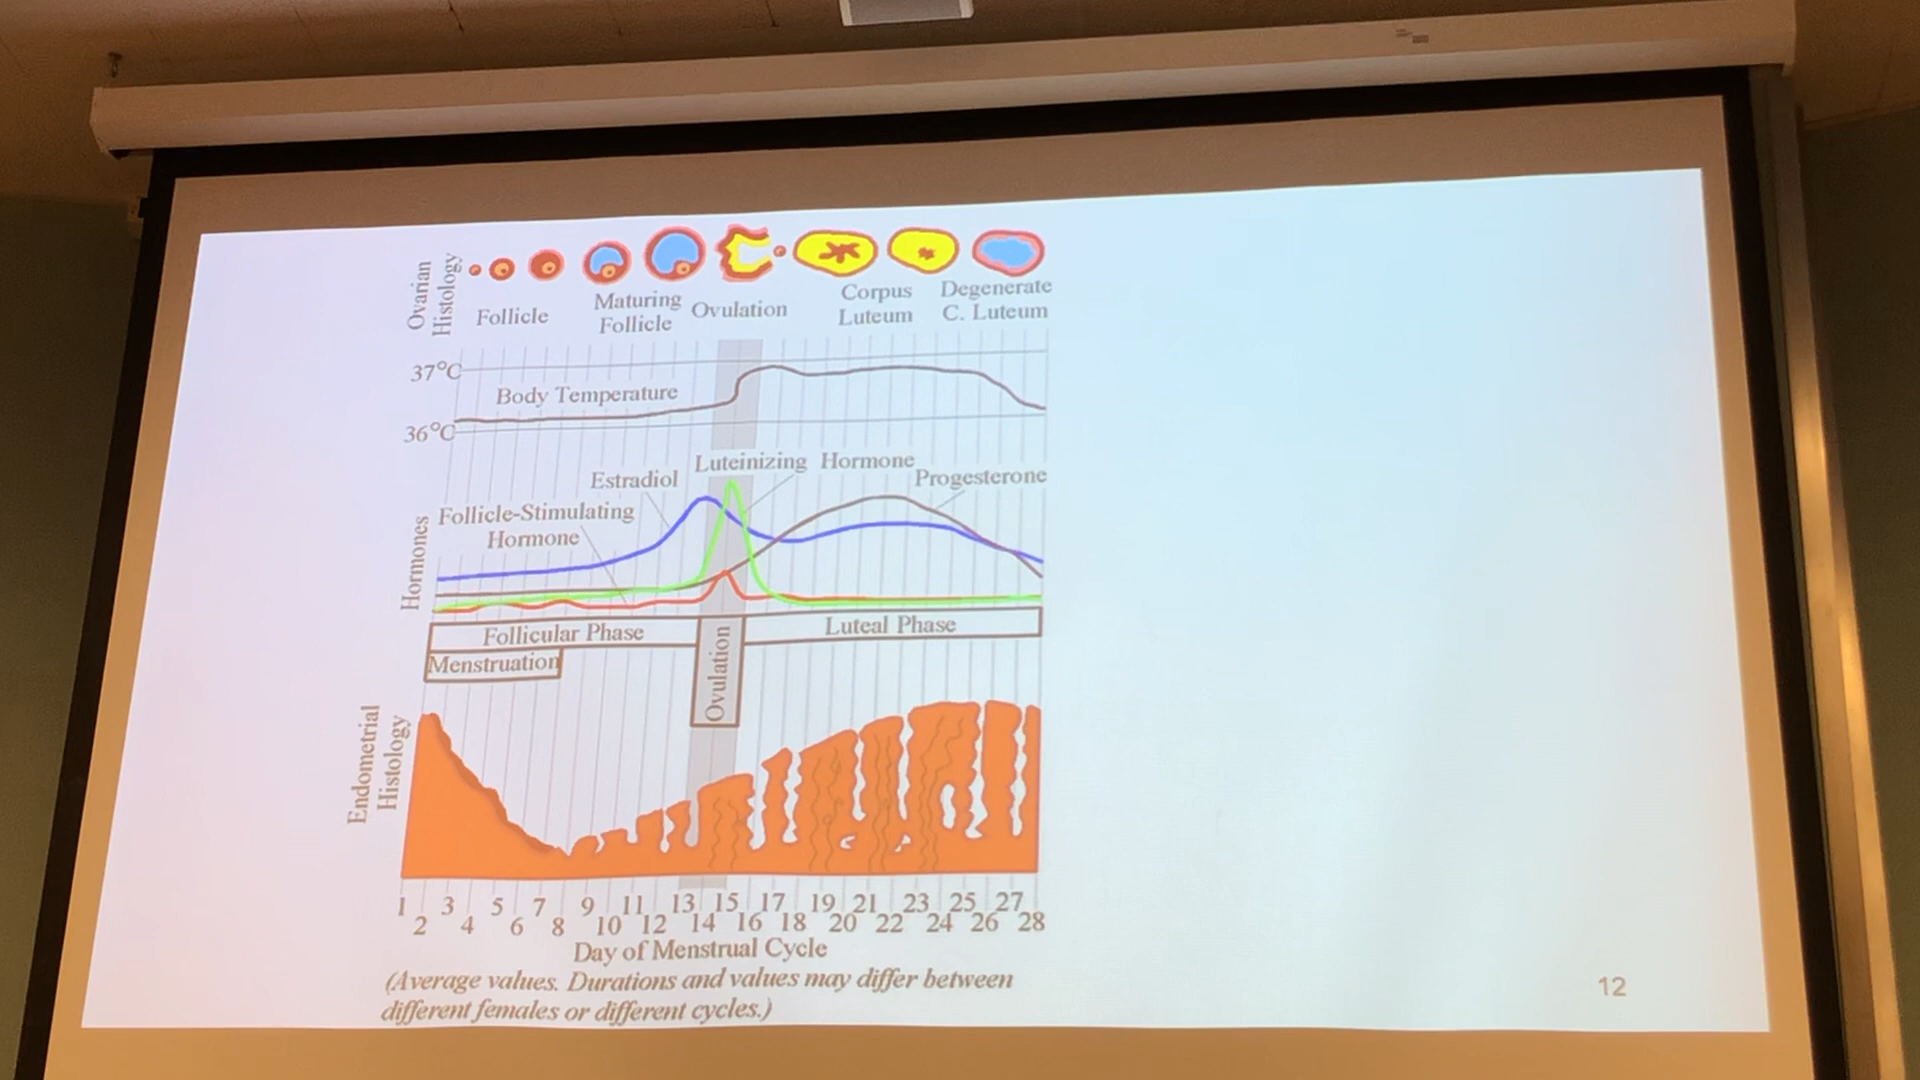 Ovarian
Histology
Follicle
Maturing
Follicle
Ovulation
Corpus
Luteum
Degenerate
C. Luteum
37°C
Body Temperature
36°C
Hormones
Luteinizing Hormone
Estradiol
Progesterone
Follicle-Stimulating
Hormone
Follicular Phase
Ovulation
Luteal Phase
Menstruation
Endometrial
Histology
1 2 3 4 5 6 7 8 9 10 11 12 13 14 15 16 17 18 19 20 21 22 23 24 25 26 27 28
Day of Menstrual Cycle
(Average values. Durations and values may differ between
different females or different cycles.)
12